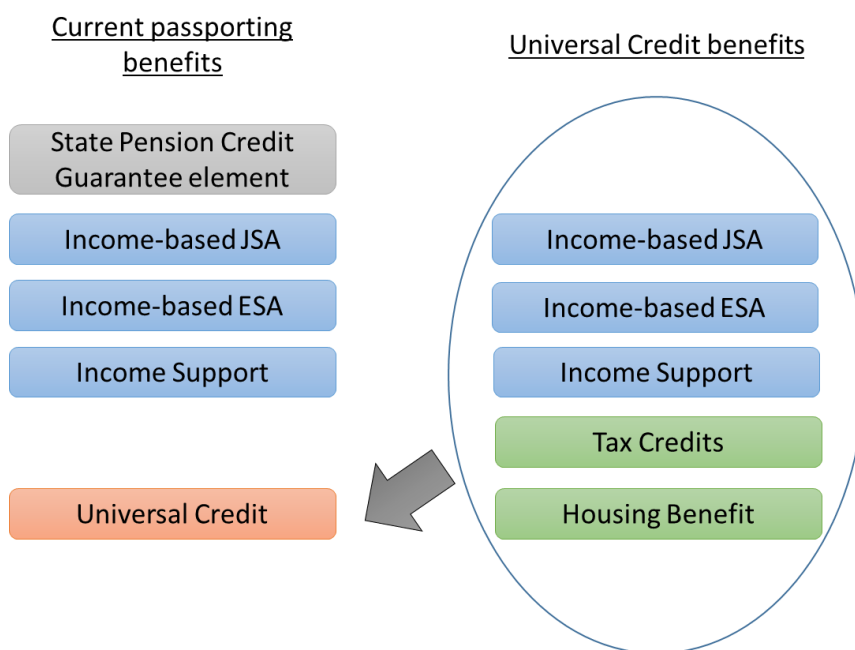 Current passporting
benefits
State Pension Credit
Guarantee element
Income-based JSA
Income-based ESA
Income Support
Universal Credit
Universal Credit benefits
Income-based JSA
Income-based ESA
Income Support
Tax Credits
Housing Benefit